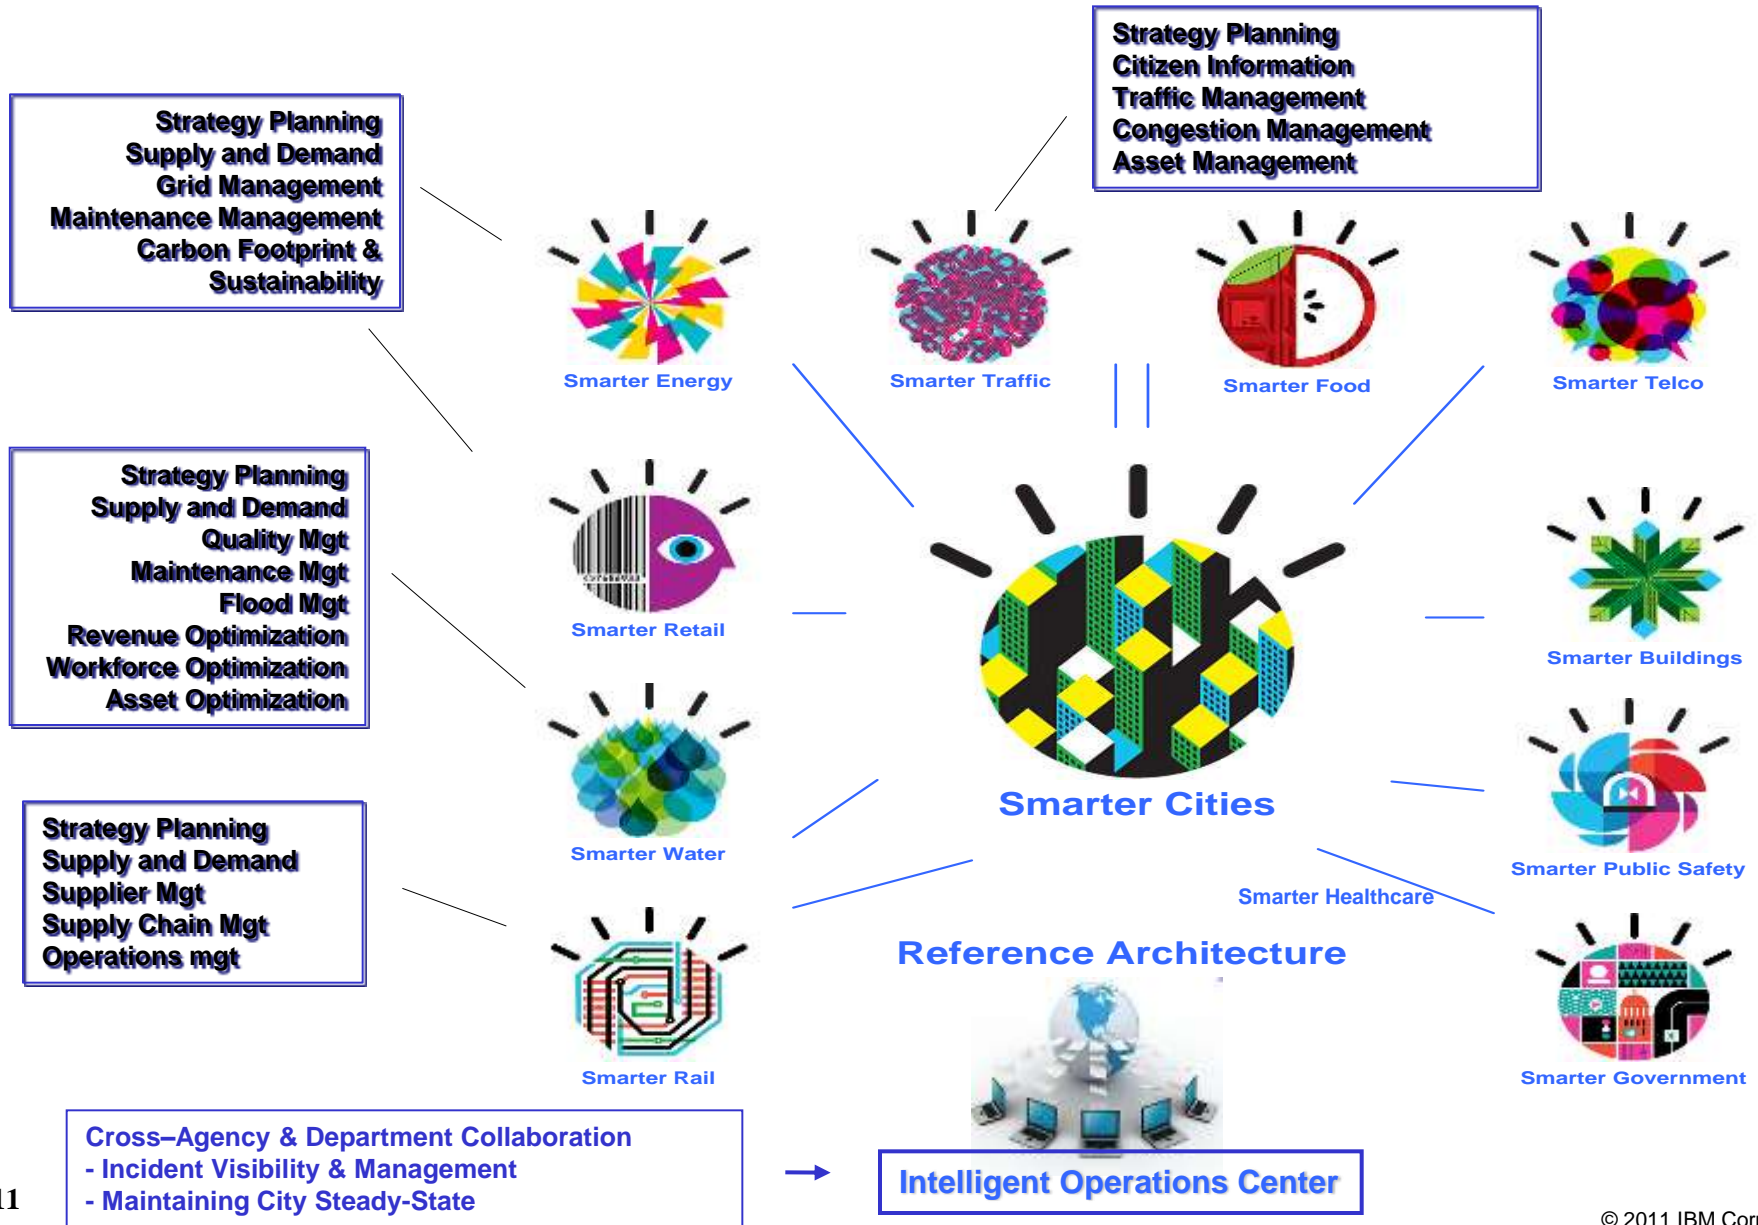 Strategy Planning
Citizen Information
Traffic Management
Congestion Management
Asset Management
Strategy Planning
Supply and Demand
Grid Management
Maintenance Management
Carbon Footprint &
Sustainability
Smarter Energy
Smarter Traffic
Smarter Food
Smarter Telco
Strategy Planning
Supply and Demand
Quality Mgt
Maintenance Mgt
Flood Mgt
Revenue Optimization
Workforce Optimization
Asset Optimization
Smarter Retail
Smarter Buildings
Smarter Cities
Smarter Water
Smarter Public Safety
Strategy Planning
Supply and Demand
Supplier Mgt
Supply Chain Mgt
Operations mgt
Smarter Healthcare
Reference Architecture
Smarter Rail
Smarter Government
Cross–Agency & Department Collaboration
- Incident Visibility & Management
- Maintaining City Steady-State
Intelligent Operations Center
11
© 2011 IBM Cor